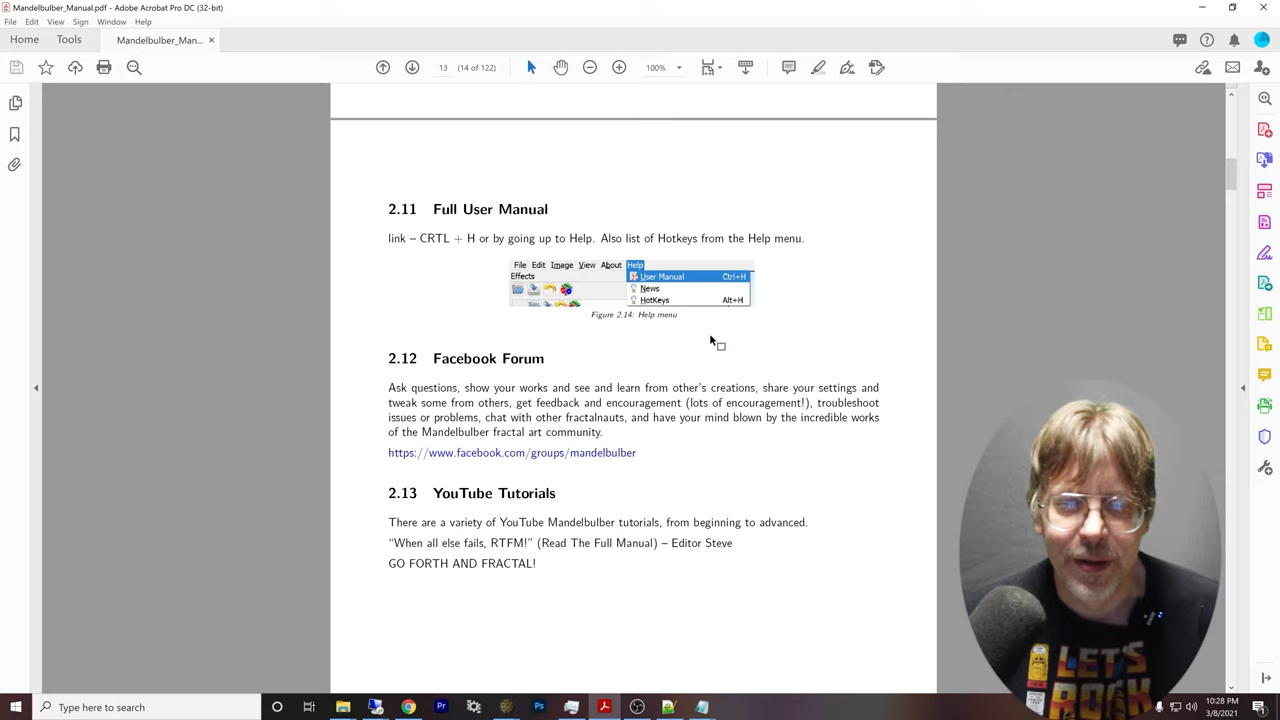 Mandelbulber_Manual.pdf - Adobe Acrobat Pro DC (32-bit)
File Edit View Sign Window Help
Home Tools Mandelbulber_Man... ×
13 (14 of 122) 100%
2.11 Full User Manual
link – CRTL + H or by going up to Help. Also list of Hotkeys from the Help menu.
File Edit Image View About Help
Effects
User Manual Ctrl+H
News
HotKeys Alt+H
Figure 2.14: Help menu
2.12 Facebook Forum
Ask questions, show your works and see and learn from other's creations, share your settings and
tweak some from others, get feedback and encouragement (lots of encouragement!), troubleshoot
issues or problems, chat with other fractalnauts, and have your mind blown by the incredible works
of the Mandelbulber fractal art community.
https://www.facebook.com/groups/mandelbulber
2.13 YouTube Tutorials
There are a variety of YouTube Mandelbulber tutorials, from beginning to advanced.
“When all else fails, RTFM!” (Read The Full Manual) – Editor Steve
GO FORTH AND FRACTAL!
LET'S
ROCK
Type here to search
Pr
Ps
10:28 PM
3/8/2021